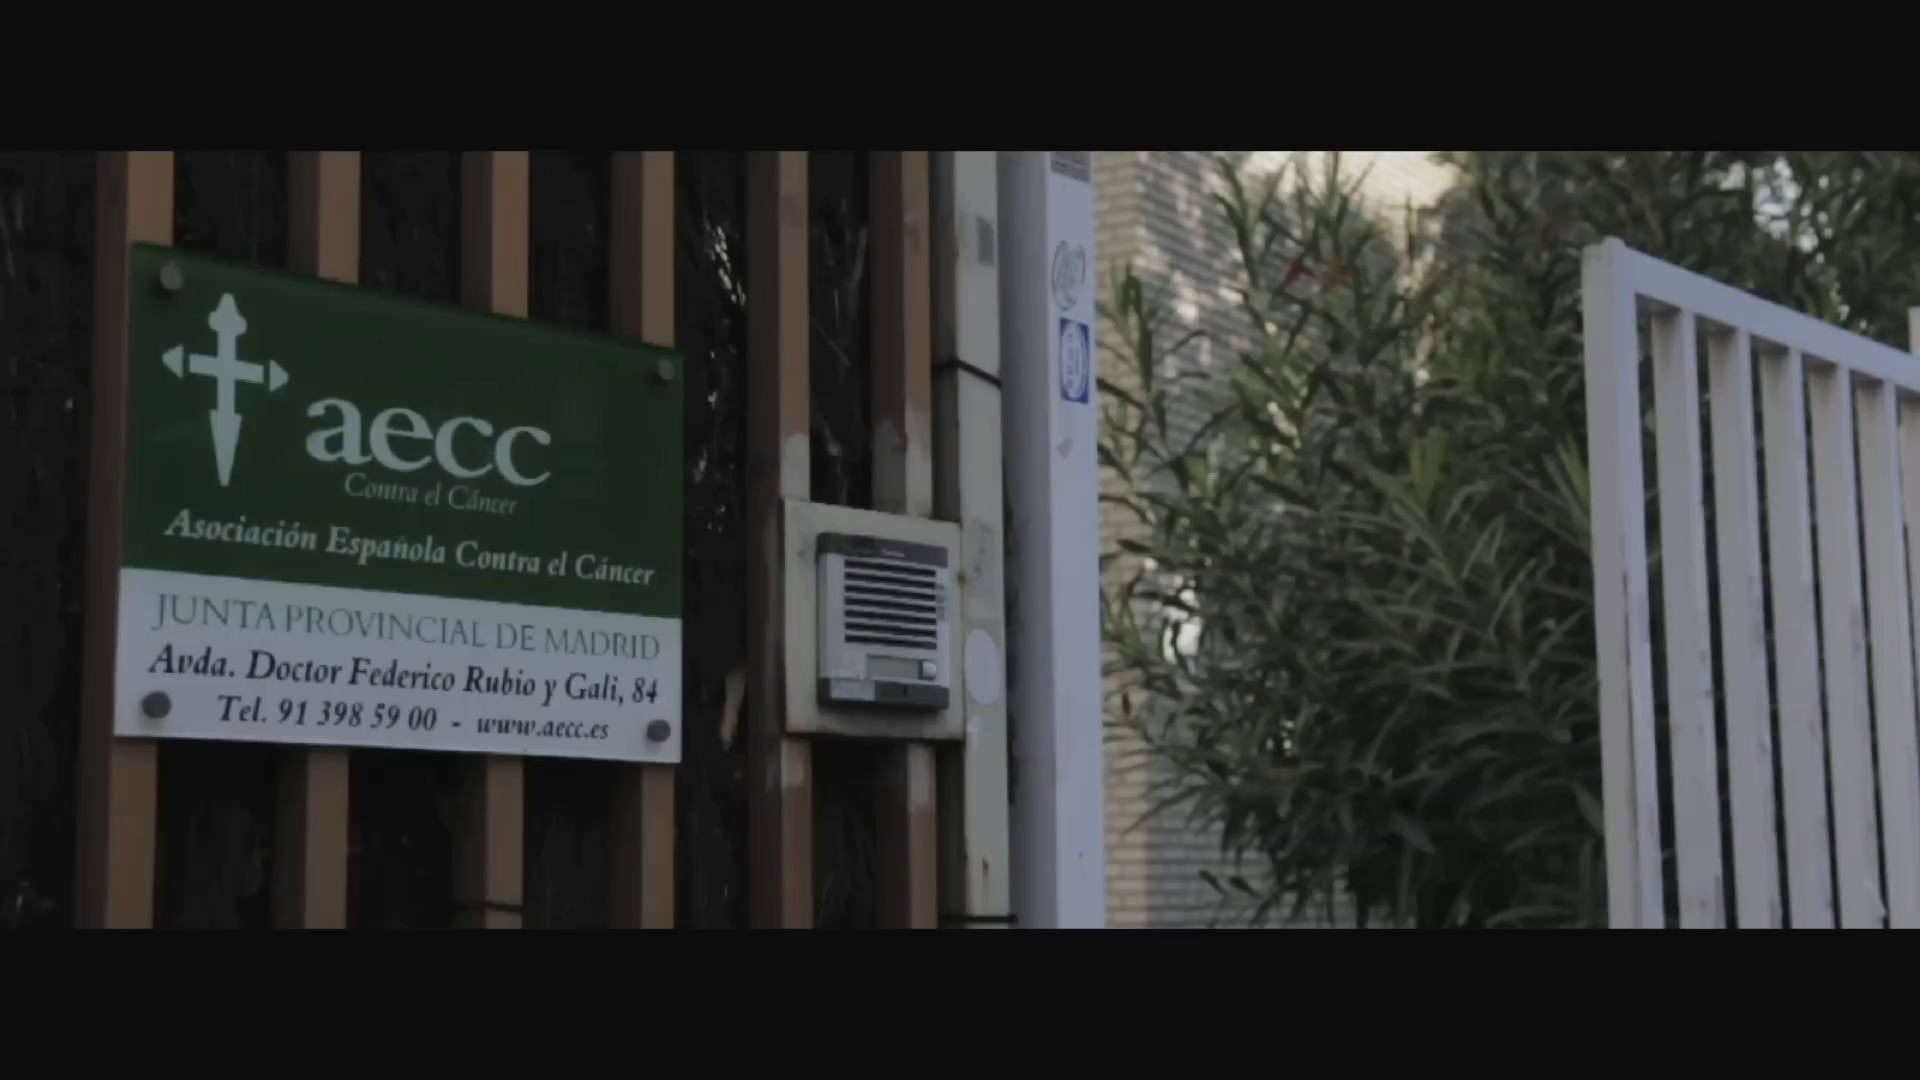 aecc
Contra el Cáncer
Asociación Española Contra el Cáncer
JUNTA PROVINCIAL DE MADRID
Avda. Doctor Federico Rubio y Gali, 84
Tel. 91 398 59 00 - www.aecc.es